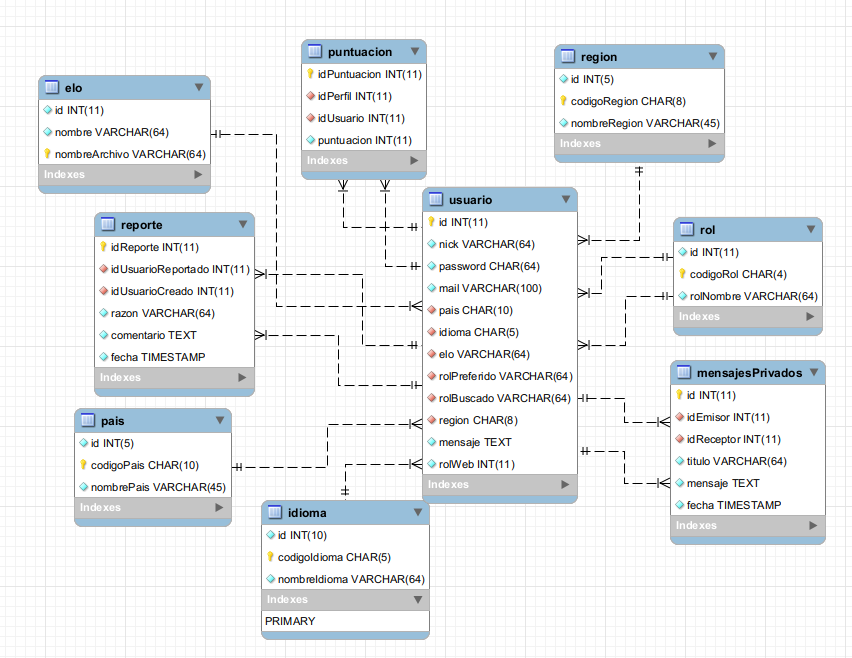 elo
id INT(11)
nombre VARCHAR(64)
nombreArchivo VARCHAR(64)
Indexes
puntuacion
idPuntuacion INT(11)
idPerfil INT(11)
idUsuario INT(11)
puntuacion INT(11)
Indexes
region
id INT(5)
codigoRegion CHAR(8)
nombreRegion VARCHAR(45)
Indexes
reporte
idReporte INT(11)
idUsuarioReportado INT(11)
idUsuarioCreado INT(11)
razon VARCHAR(64)
comentario TEXT
fecha TIMESTAMP
Indexes
usuario
id INT(11)
nick VARCHAR(64)
password CHAR(64)
mail VARCHAR(100)
pais CHAR(10)
idioma CHAR(5)
elo VARCHAR(64)
rolPreferido VARCHAR(64)
rolBuscado VARCHAR(64)
region CHAR(8)
mensaje TEXT
rolWeb INT(11)
Indexes
rol
id INT(11)
codigoRol CHAR(4)
rolNombre VARCHAR(64)
Indexes
mensajesPrivados
id INT(11)
idEmisor INT(11)
idReceptor INT(11)
titulo VARCHAR(64)
mensaje TEXT
fecha TIMESTAMP
Indexes
pais
id INT(5)
codigoPais CHAR(10)
nombrePais VARCHAR(45)
Indexes
idioma
id INT(10)
codigoIdioma CHAR(5)
nombreIdioma VARCHAR(64)
Indexes
PRIMARY